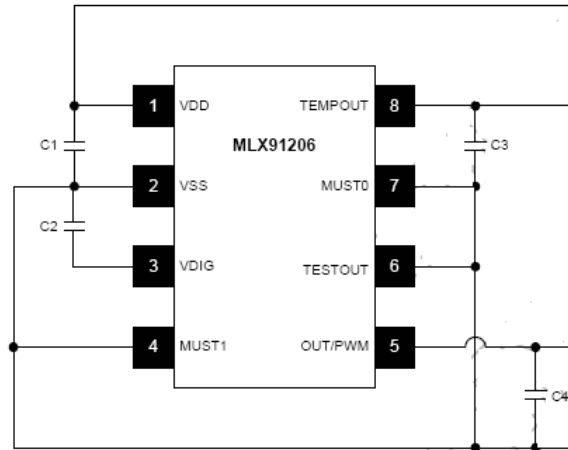 1 VDD TEMPOUT 8
C1 MLX91206 C3
2 VSS MUST0 7
C2
3 VDIG TESTOUT 6
4 MUST1 OUT/PWM 5
C4